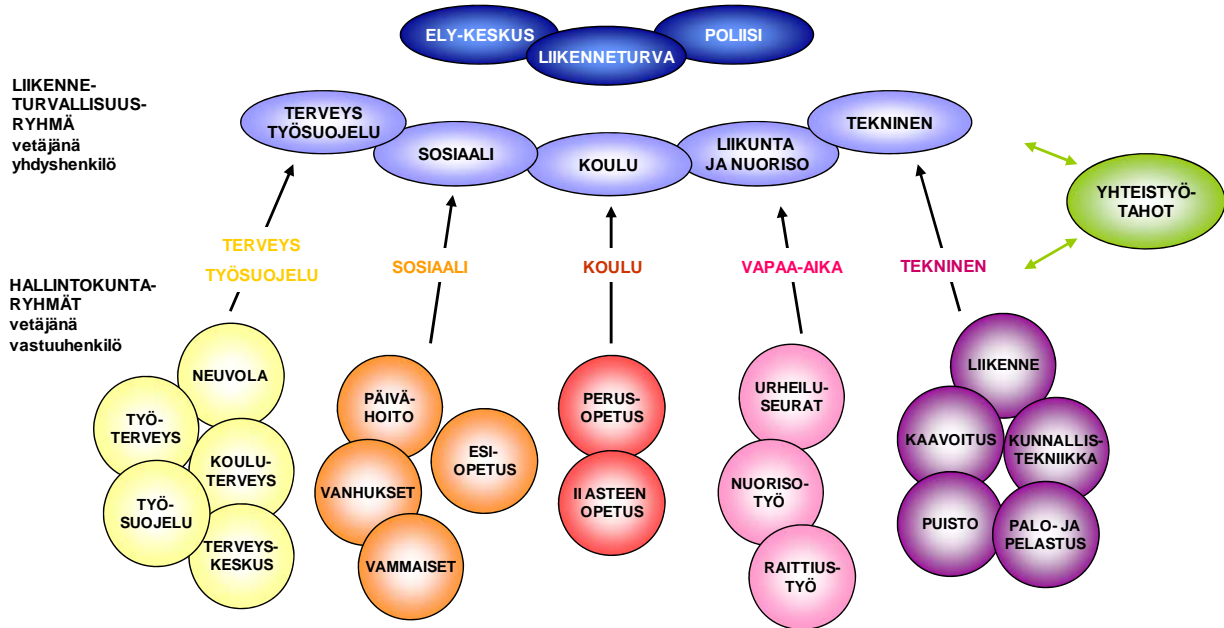 ELY-KESKUS
POLIISI
LIIKENNETURVA
LIIKENNE-
TURVALLISUUS-
RYHMÄ
vetäjänä
yhdyshenkilö
TERVEYS
TYÖSUOJELU
SOSIAALI
KOULU
LIIKUNTA
JA NUORISO
TEKNINEN
YHTEISTYÖ-
TAHOT
TERVEYS
TYÖSUOJELU
SOSIAALI
KOULU
VAPAA-AIKA
TEKNINEN
HALLINTOKUNTA-
RYHMÄT
vetäjänä
vastuuhenkilö
NEUVOLA
TYÖ-
TERVEYS
KOULU-
TERVEYS
TYÖ-
SUOJELU
TERVEYS-
KESKUS
PÄIVÄ-
HOITO
ESI-
OPETUS
VANHUKSET
VAMMAISET
PERUS-
OPETUS
II ASTEEN
OPETUS
URHEILU-
SEURAT
NUORISO-
TYÖ
RAITTIUS-
TYÖ
LIIKENNE
KAAVOITUS
KUNNALLIS-
TEKNIIKKA
PUISTO
PALO- JA
PELASTUS